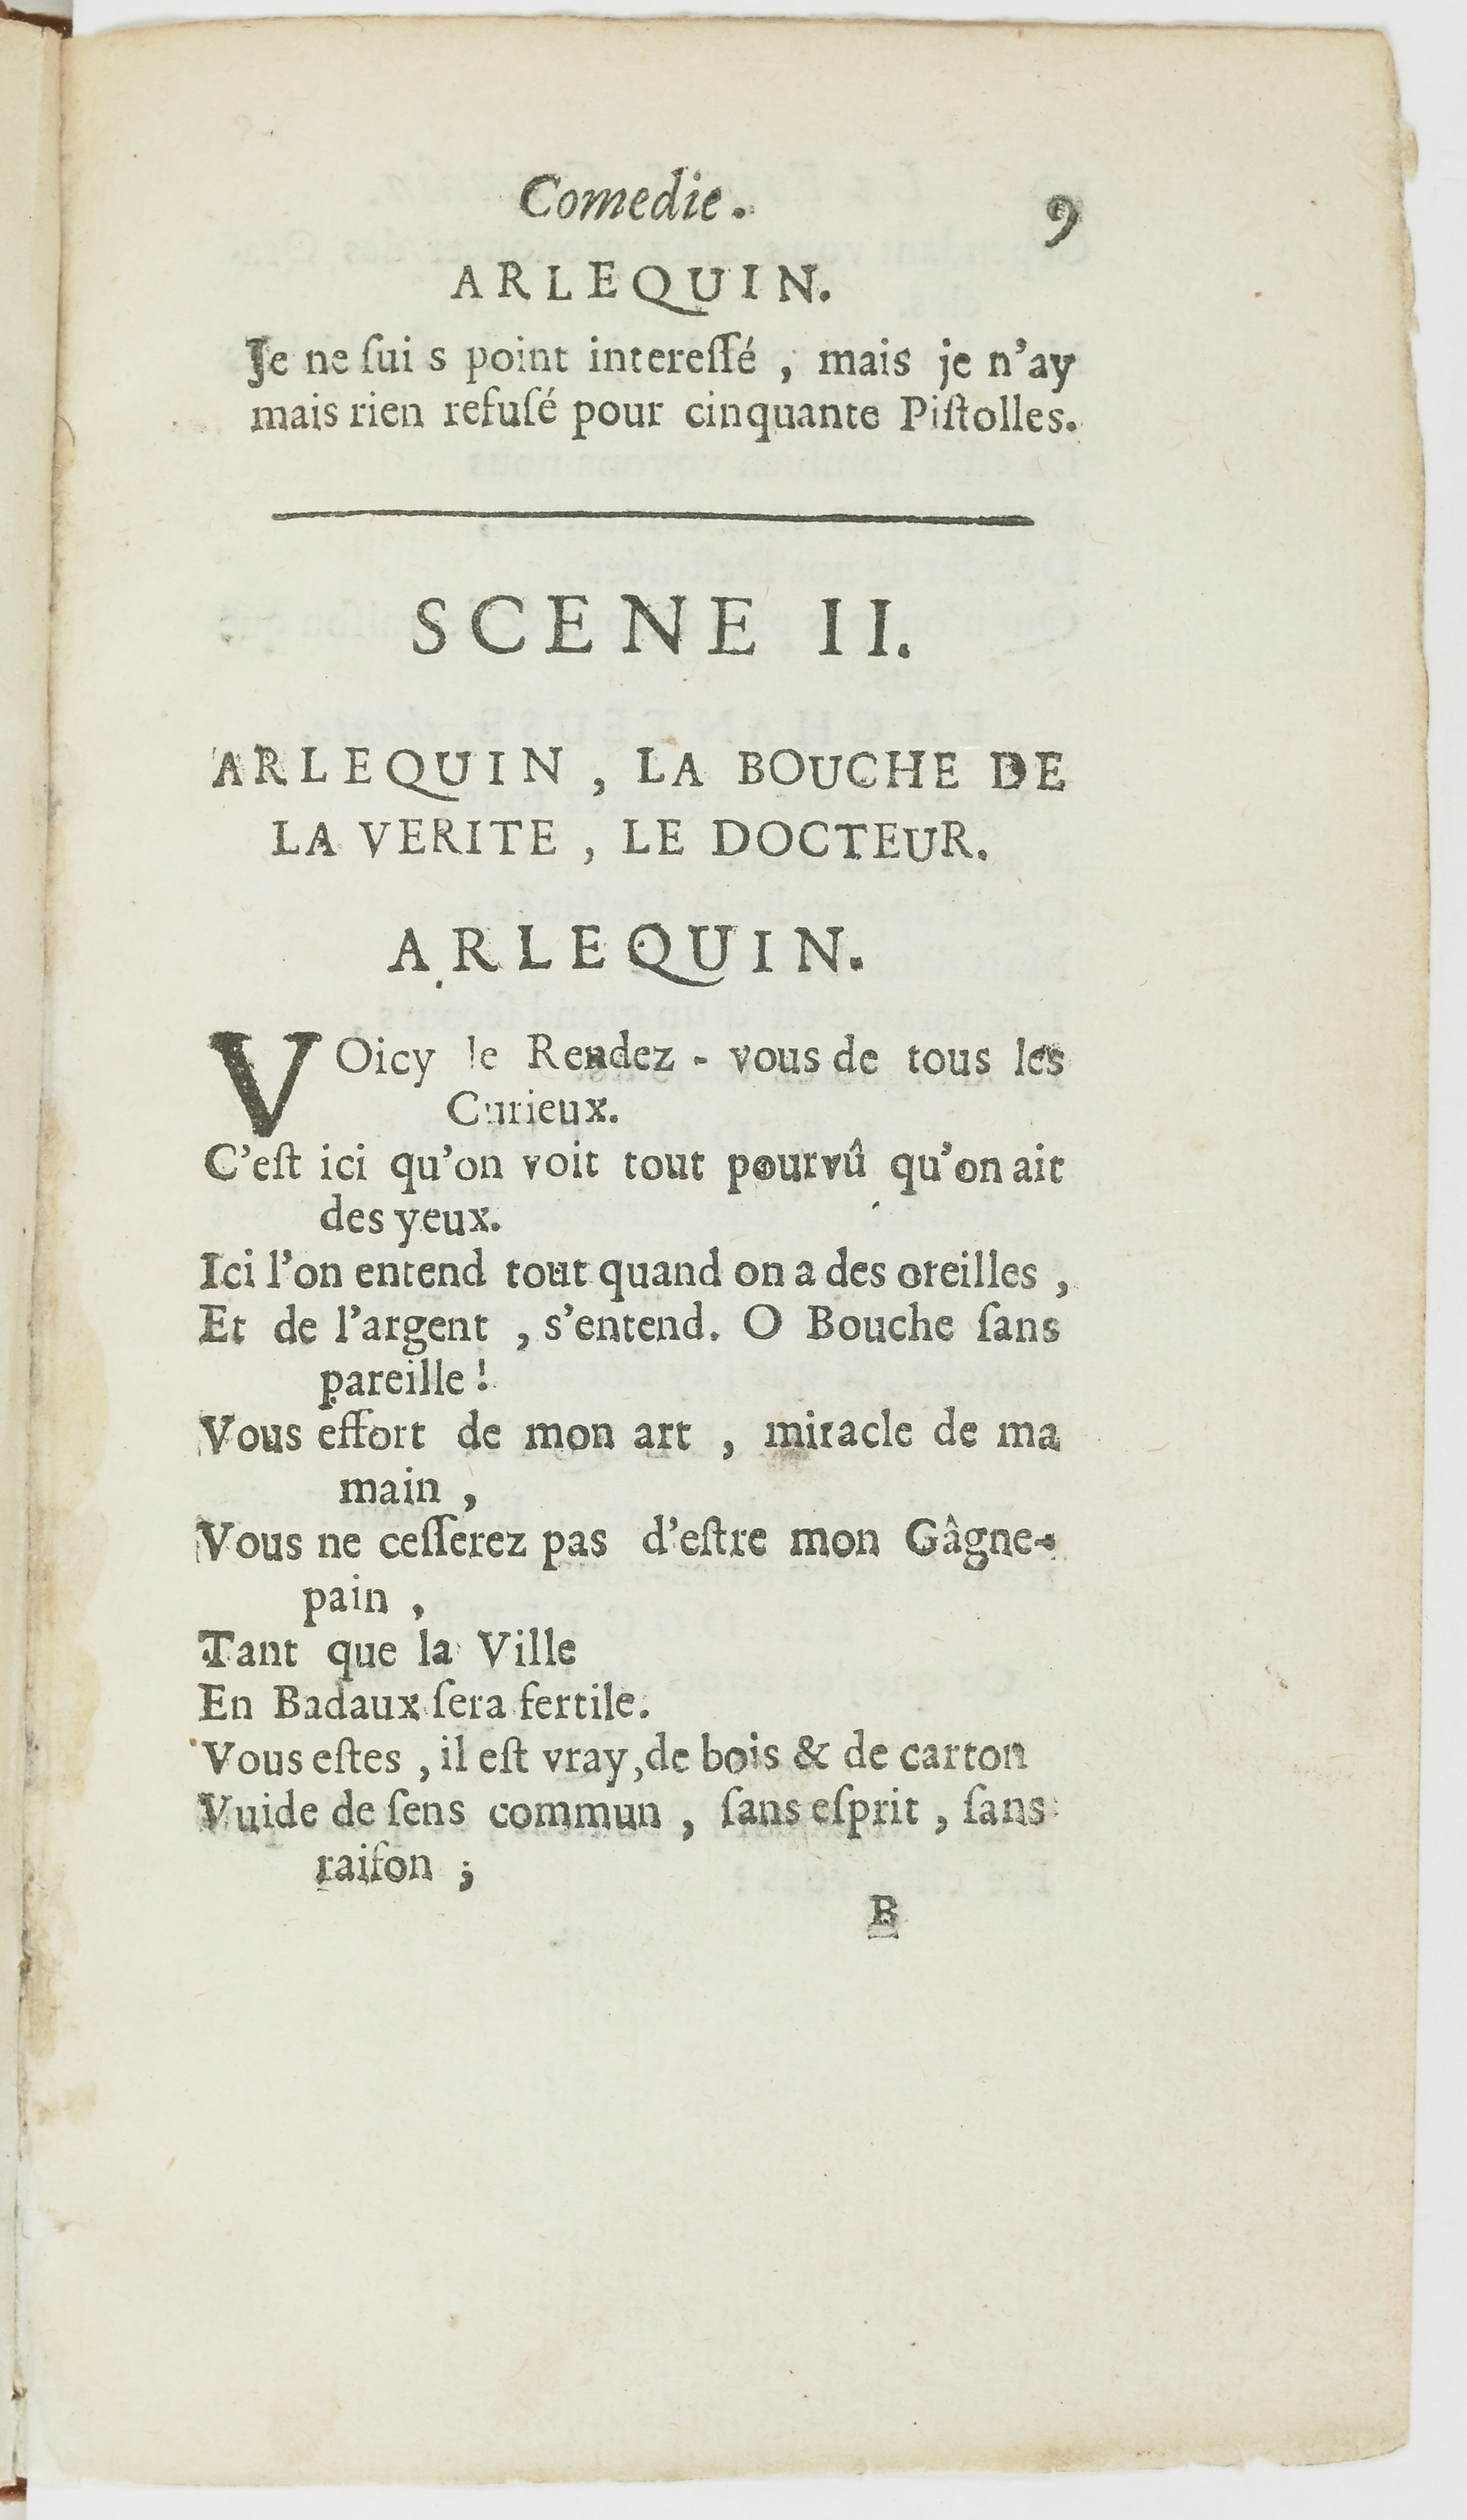 Comedie. 9
ARLEQUIN.
Je ne ſui s point intereſſé , mais je n'ay
mais rien refuſé pour cinquante Piſtolles.
SCENE II.
ARLEQUIN , LA BOUCHE DE
LA VERITE , LE DOCTEUR.
ARLEQUIN.
VOicy le Rendez - vous de tous les
Curieux.
C'eſt ici qu'on voit tout pourvû qu'on ait
des yeux.
Ici l'on entend tout quand on a des oreilles ,
Et de l'argent , s'entend. O Bouche ſans
pareille !
Vous effort de mon art , miracle de ma
main ,
Vous ne ceſſerez pas d'eſtre mon Gâgne-
pain ,
Tant que la Ville
En Badaux ſera fertile.
Vous eſtes , il eſt vray, de bois & de carton
Vuide de ſens commun , ſans eſprit , ſans
raiſon ;
B